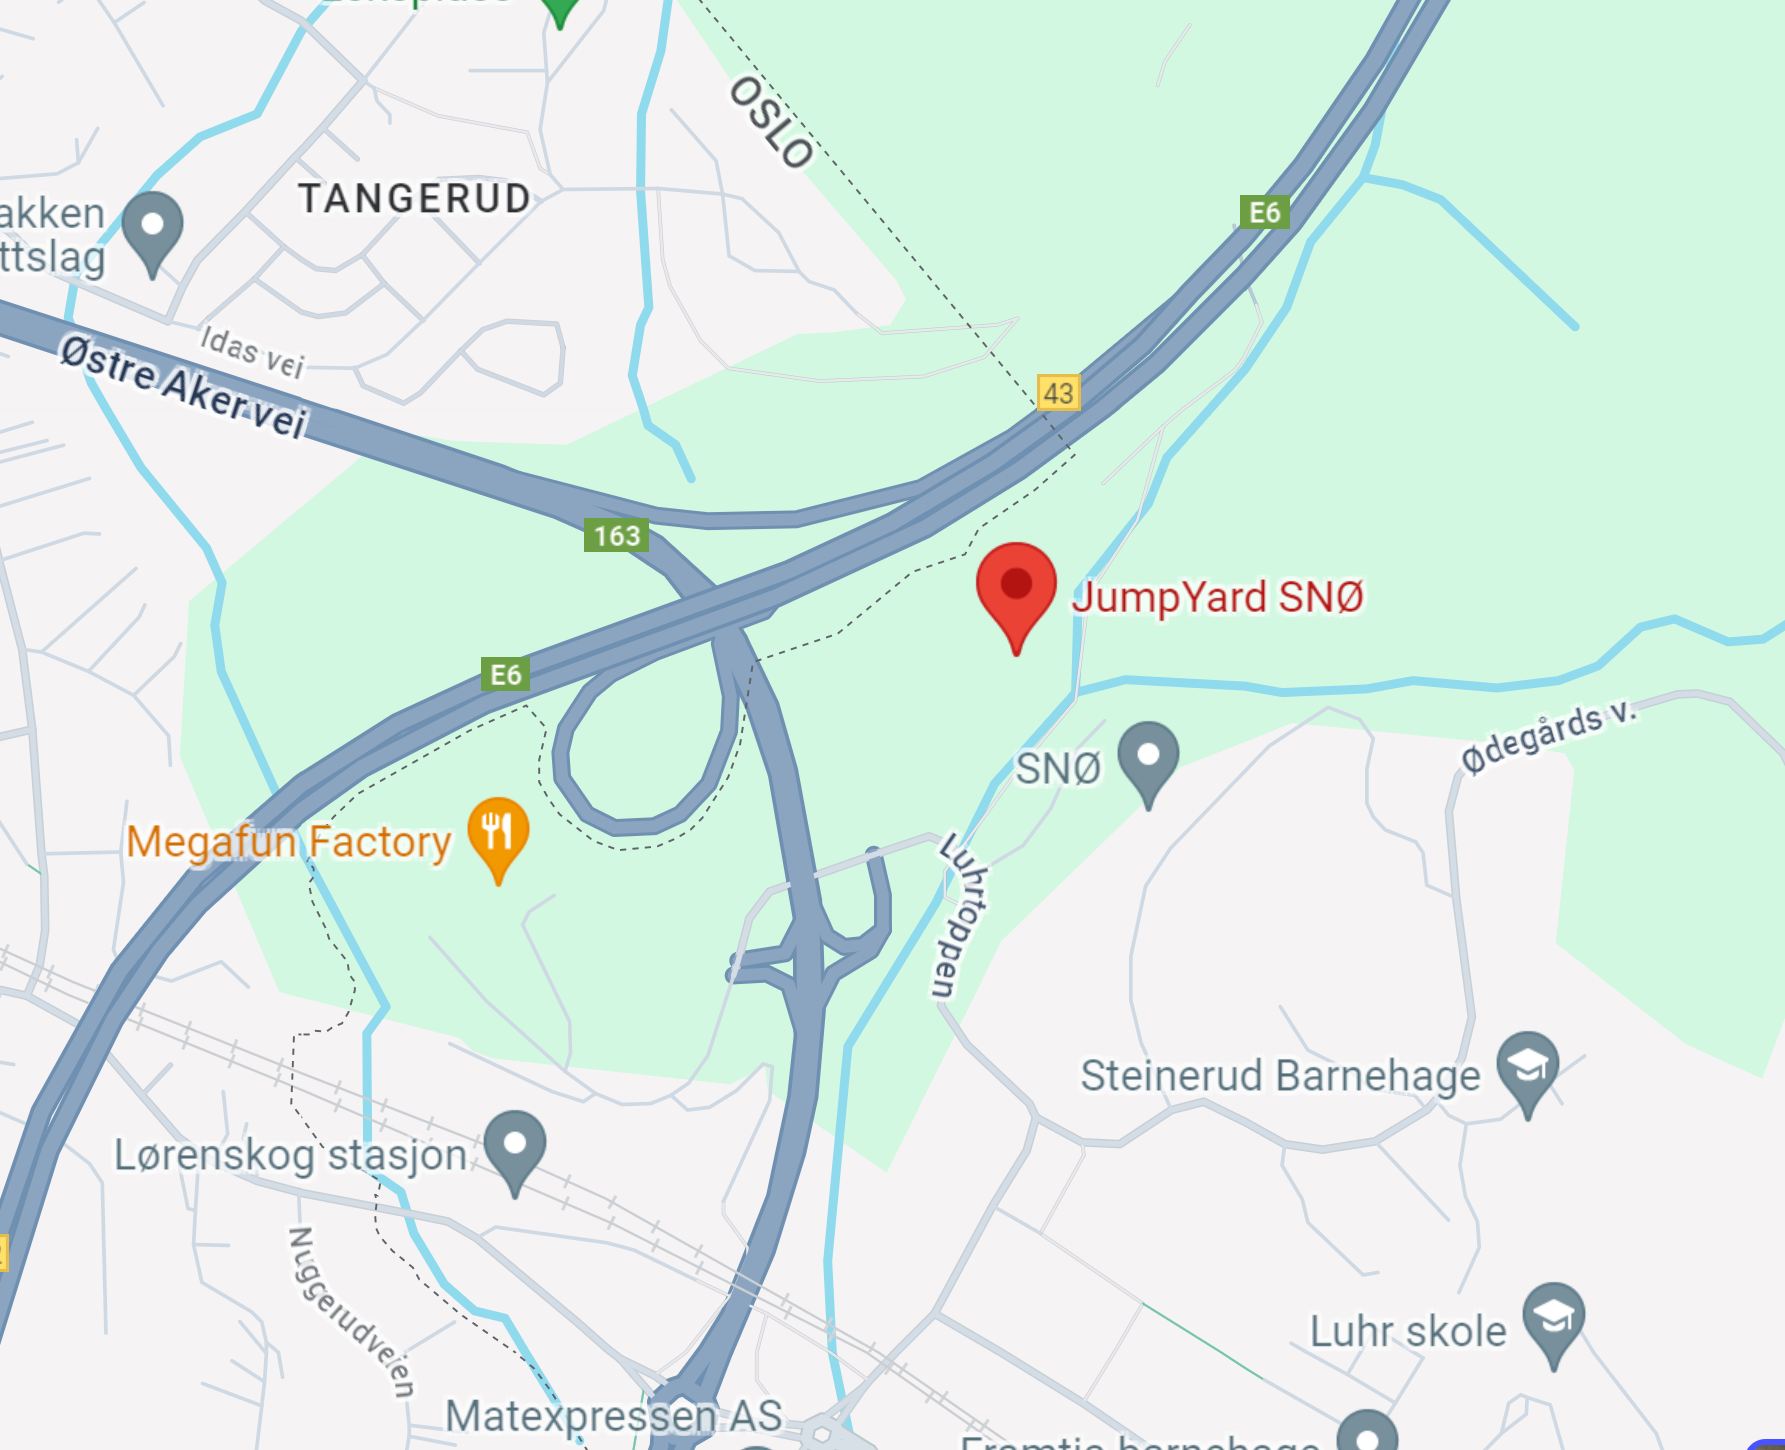 OSLO
TANGERUD
akken
ttslag
E6
Idas vei
Østre Aker vei
43
163
JumpYard SNØ
E6
Ødegårds v.
SNØ
Megafun Factory
Luhrtoppen
Steinerud Barnehage
Lørenskog stasjon
Nuggerudveien
Luhr skole
Matexpressen AS